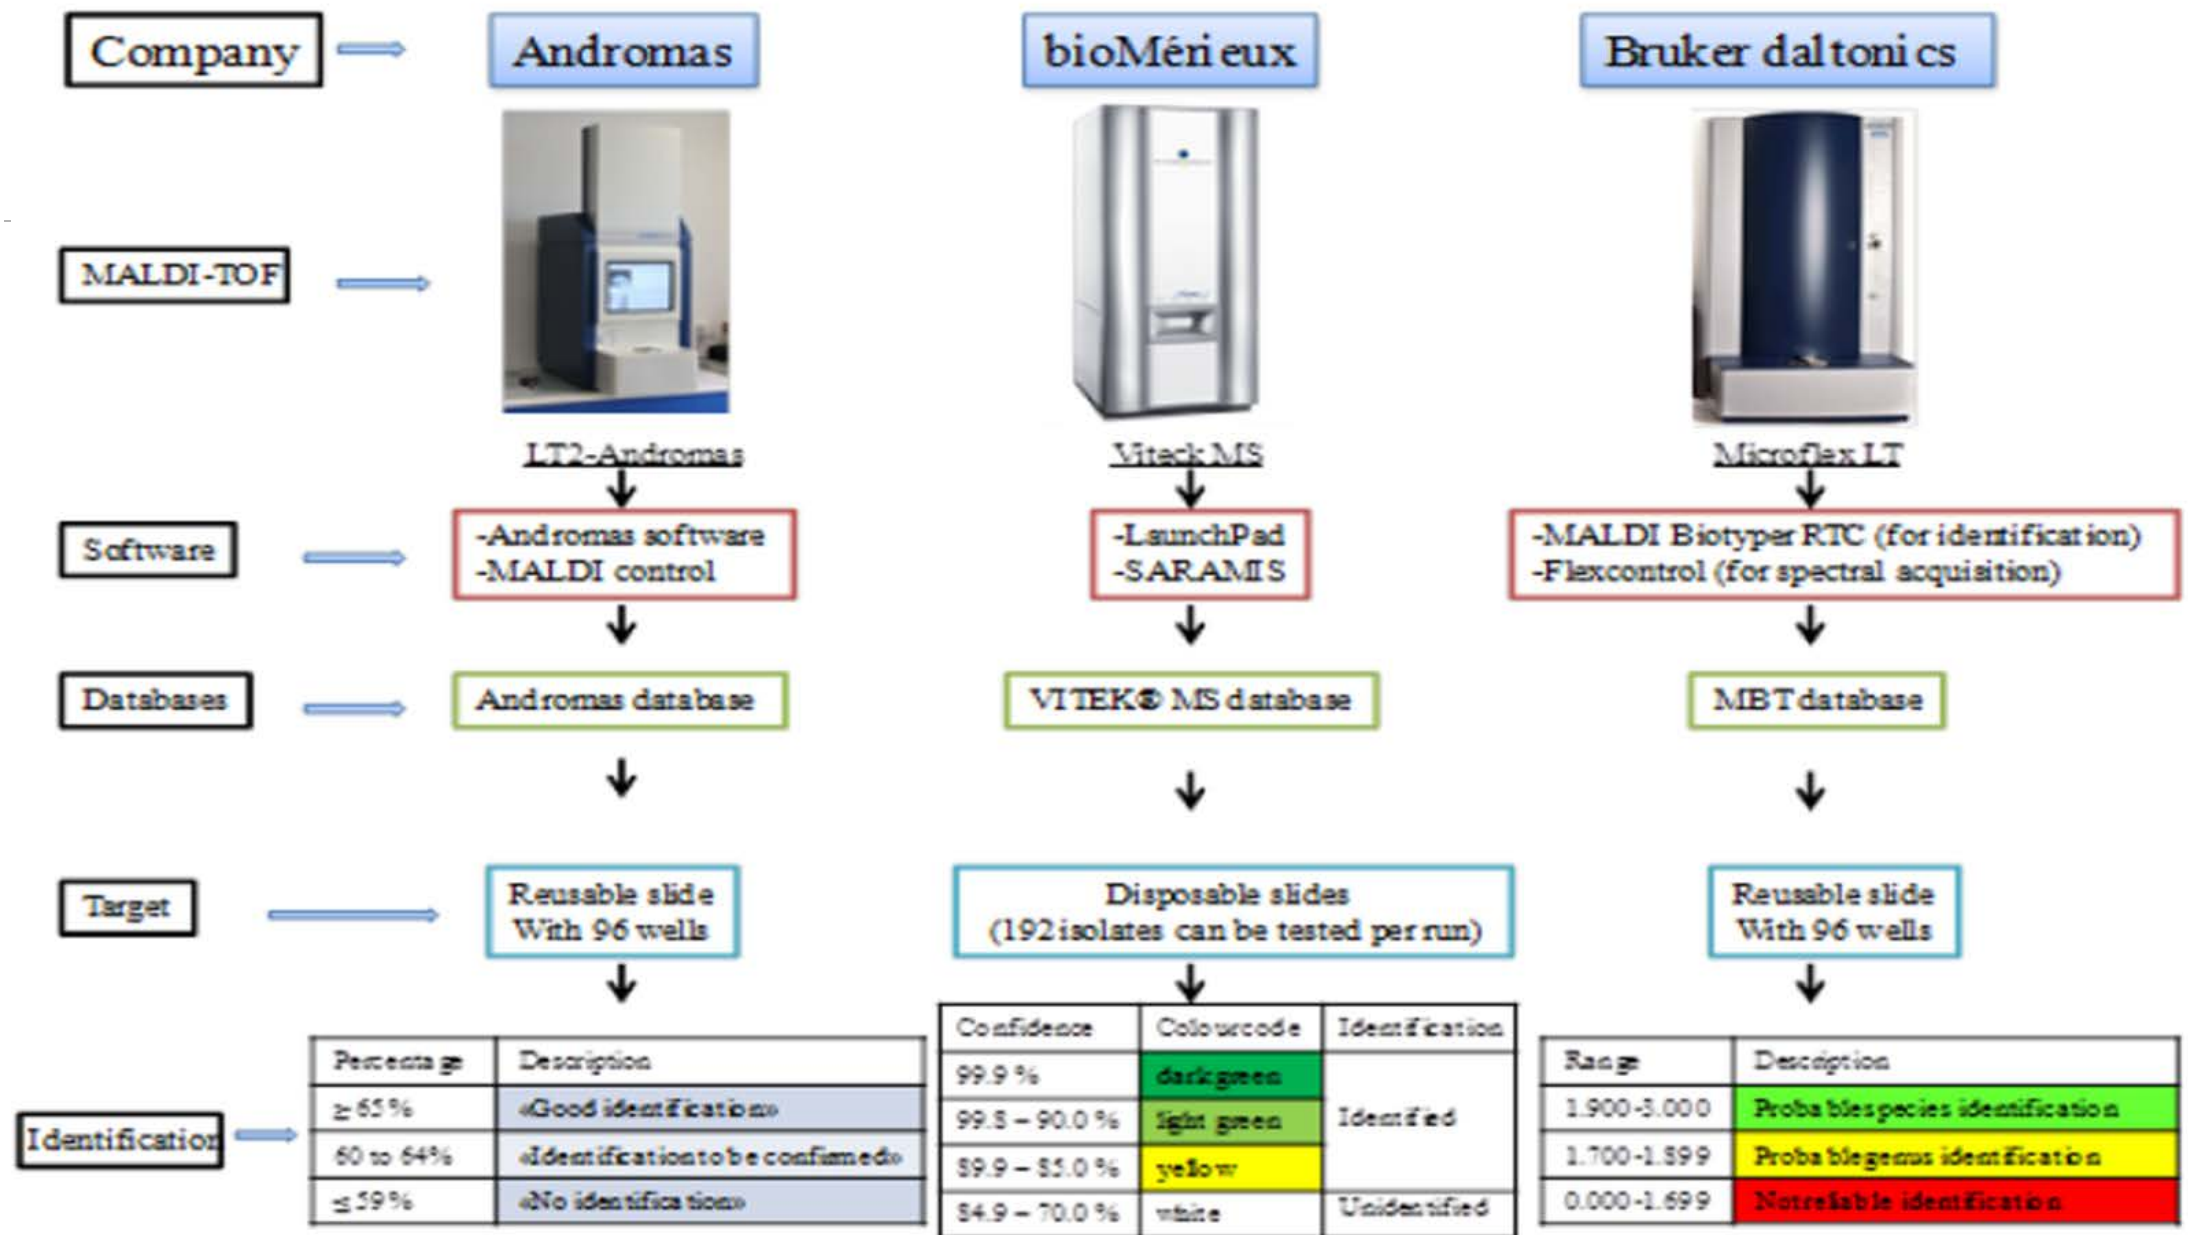 Company
Andromas
bioMérieux
Bruker daltonics
MALDI-TOF
LT2-Andromas
Viteck MS
Microflex LT
Software
-Andromas software
-MALDI control
-LaunchPad
-SARAMIS
-MALDI Biotyper RTC (for identification)
-Flexcontrol (for spectral acquisition)
Databases
Andromas database
VITEK® MS database
MBT database
Target
Reusable slide
With 96 wells
Disposable slides
(192 isolates can be tested per run)
Reusable slide
With 96 wells
Identification
Percentage Description
≥ 65% «Good identification»
60 to 64% «Identification to be confirmed»
≤ 59% «No identification»
Confidence Colour code Identification
99.9 % dark green
99.8 – 90.0 % light green Identified
89.9 – 85.0 % yellow
84.9 – 70.0 % white Unidentified
Range Description
1.900-3.000 Probable species identification
1.700-1.899 Probable genus identification
0.000-1.699 Not reliable identification